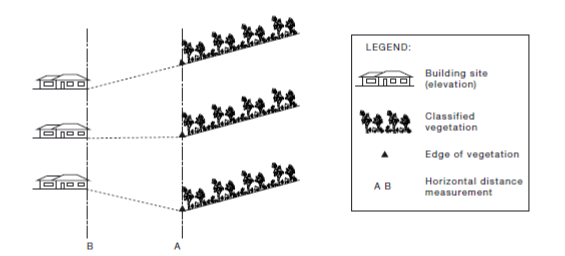 B
A
LEGEND:
Building site
(elevation)
Classified
vegetation
Edge of vegetation
A B
Horizontal distance
measurement